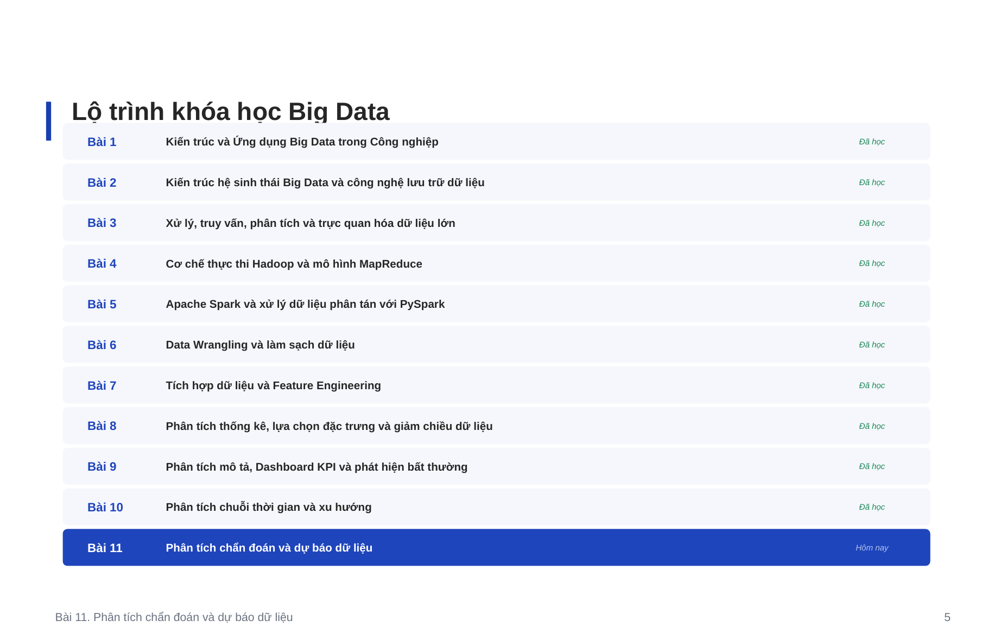 Lộ trình khóa học Big Data
Bài 1 Kiến trúc và Ứng dụng Big Data trong Công nghiệp Đã học
Bài 2 Kiến trúc hệ sinh thái Big Data và công nghệ lưu trữ dữ liệu Đã học
Bài 3 Xử lý, truy vấn, phân tích và trực quan hóa dữ liệu lớn Đã học
Bài 4 Cơ chế thực thi Hadoop và mô hình MapReduce Đã học
Bài 5 Apache Spark và xử lý dữ liệu phân tán với PySpark Đã học
Bài 6 Data Wrangling và làm sạch dữ liệu Đã học
Bài 7 Tích hợp dữ liệu và Feature Engineering Đã học
Bài 8 Phân tích thống kê, lựa chọn đặc trưng và giảm chiều dữ liệu Đã học
Bài 9 Phân tích mô tả, Dashboard KPI và phát hiện bất thường Đã học
Bài 10 Phân tích chuỗi thời gian và xu hướng Đã học
Bài 11 Phân tích chẩn đoán và dự báo dữ liệu Hôm nay
Bài 11. Phân tích chẩn đoán và dự báo dữ liệu 5